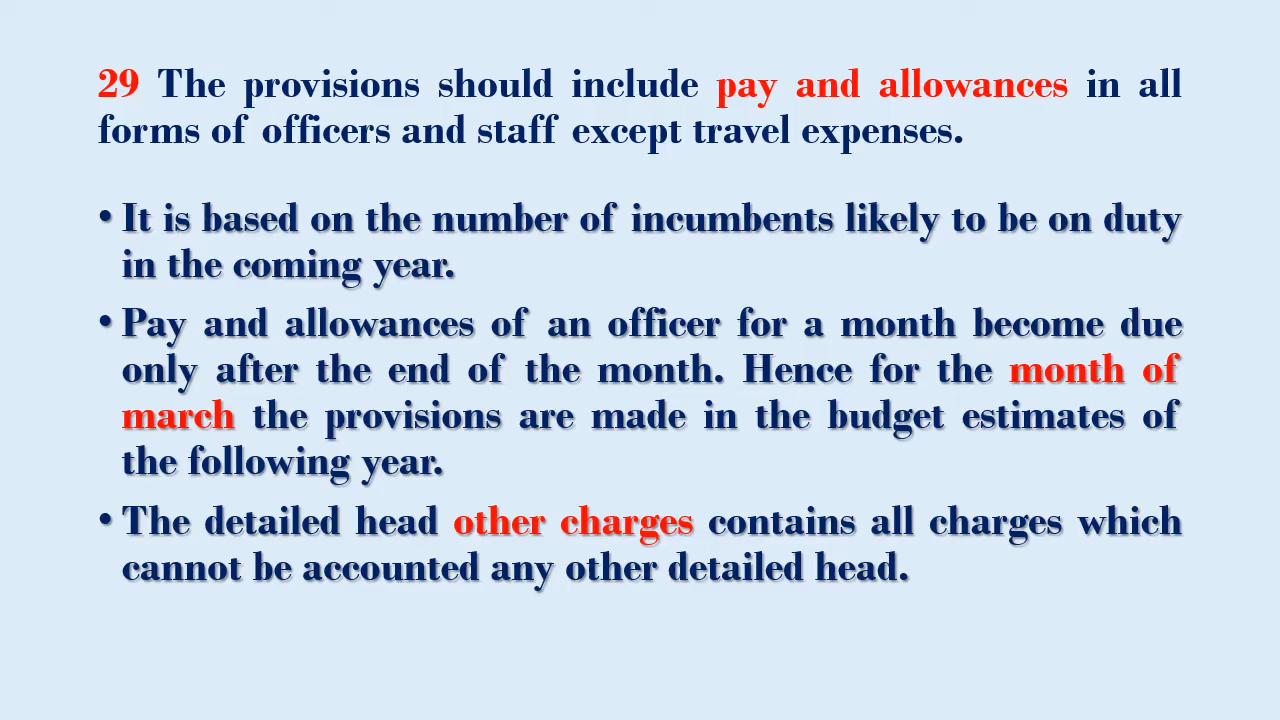 29 The provisions should include pay and allowances in all
forms of officers and staff except travel expenses.
• It is based on the number of incumbents likely to be on duty
in the coming year.
• Pay and allowances of an officer for a month become due
only after the end of the month. Hence for the month of
march the provisions are made in the budget estimates of
the following year.
• The detailed head other charges contains all charges which
cannot be accounted any other detailed head.